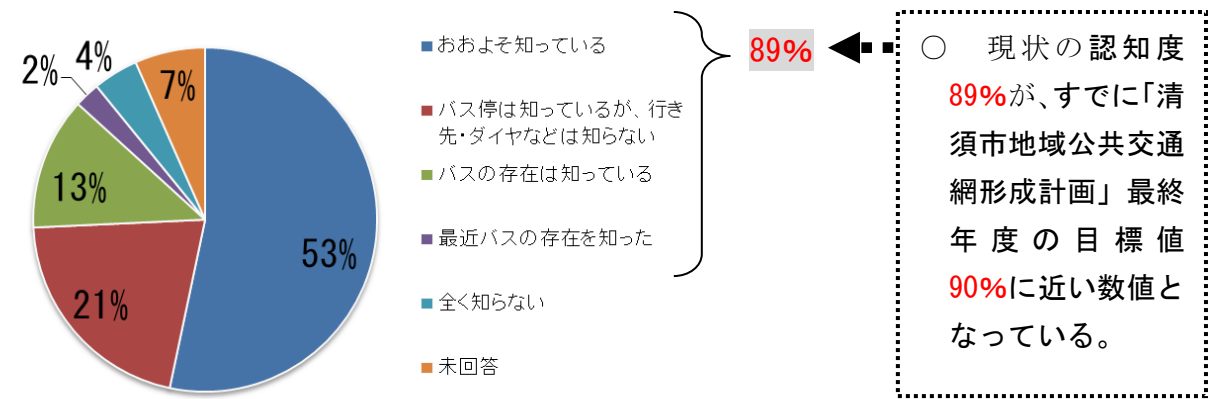 4%
2%
7%
13%
53%
21%
■おおよそ知っている
■バス停は知っているが、行き
先・ダイヤなどは知らない
■バスの存在は知っている
■最近バスの存在を知った
■全く知らない
■未回答
89%
○　現状の認知度
89%が、すでに「清
須市地域公共交通
網形成計画」最終
年度の目標値
90%に近い数値と
なっている。